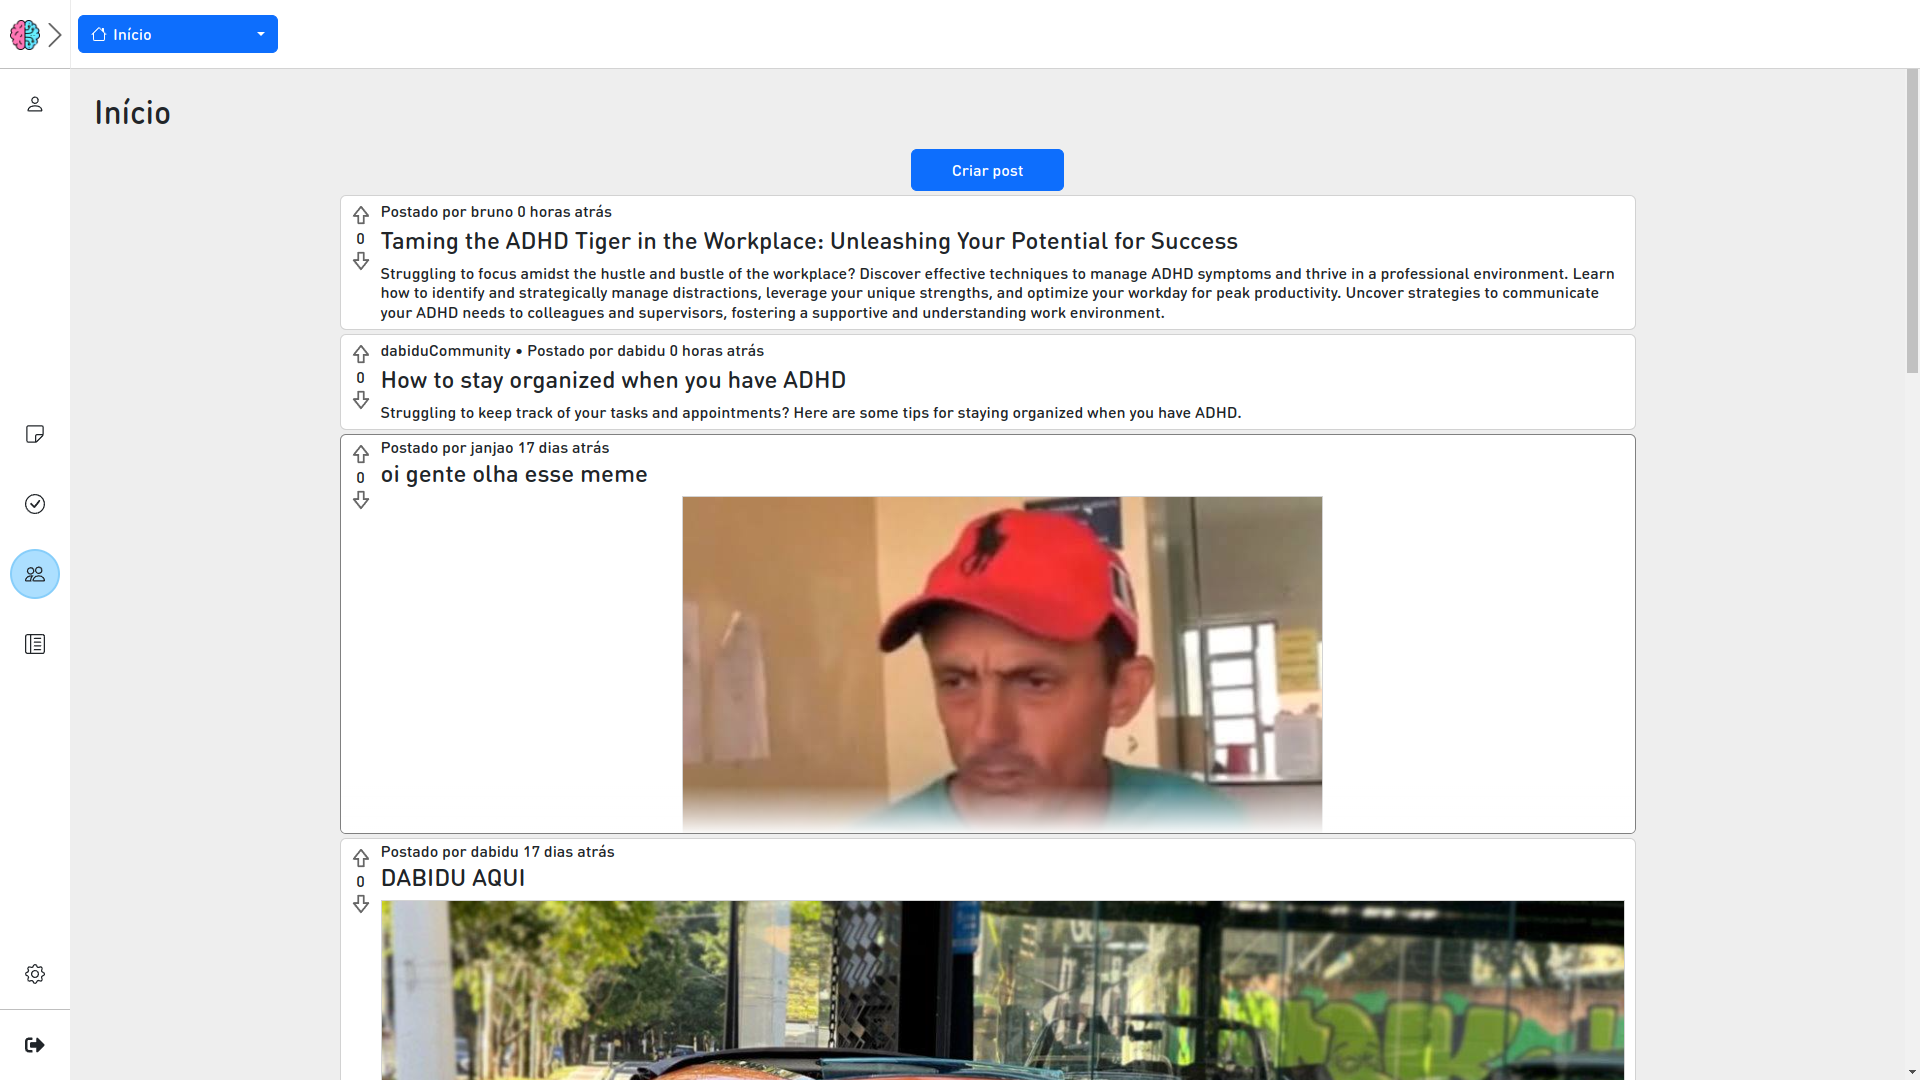 Início
Início
Criar post
Postado por bruno 0 horas atrás
0
Taming the ADHD Tiger in the Workplace: Unleashing Your Potential for Success
Struggling to focus amidst the hustle and bustle of the workplace? Discover effective techniques to manage ADHD symptoms and thrive in a professional environment. Learn
how to identify and strategically manage distractions, leverage your unique strengths, and optimize your workday for peak productivity. Uncover strategies to communicate
your ADHD needs to colleagues and supervisors, fostering a supportive and understanding work environment.
dabiduCommunity • Postado por dabidu 0 horas atrás
0
How to stay organized when you have ADHD
Struggling to keep track of your tasks and appointments? Here are some tips for staying organized when you have ADHD.
Postado por janjao 17 dias atrás
0
oi gente olha esse meme
Postado por dabidu 17 dias atrás
0
DABIDU AQUI